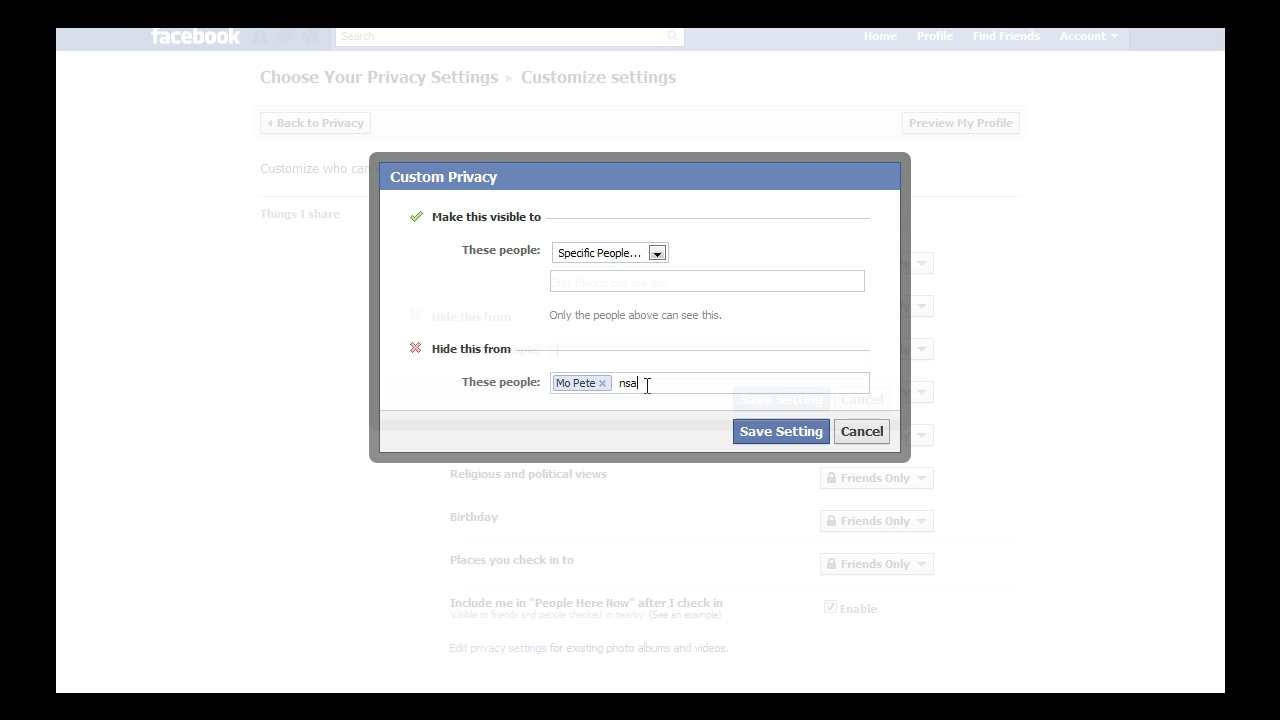 facebook
Search
Home Profile Find Friends Account
Choose Your Privacy Settings Customize settings
Back to Privacy
Preview My Profile
Customize who can
Things I share
Custom Privacy
Make this visible to
These people: Specific People...
Only friends can see this.
Only the people above can see this.
Hide this from
Hide this from
These people: Mo Pete nsa
Save Setting Cancel
Save Setting Cancel
Religious and political views Friends Only
Birthday Friends Only
Places you check in to Friends Only
Include me in "People Here Now" after I check in Enable
Visible to friends and people checked in nearby (See an example)
Edit privacy settings for existing photo albums and videos.